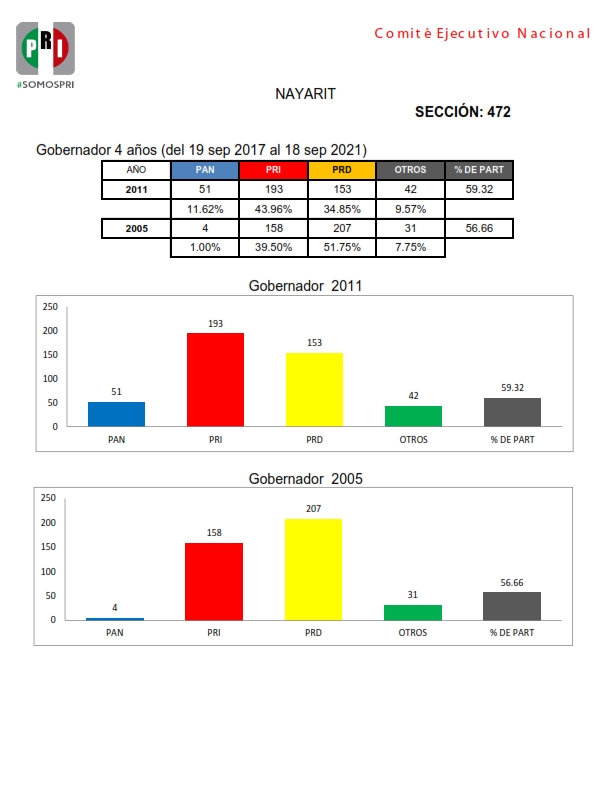 Comité Ejecutivo Nacional
PRI
#SOMOSPRI
NAYARIT
SECCIÓN: 472
Gobernador 4 años (del 19 sep 2017 al 18 sep 2021)
AÑO PAN PRI PRD OTROS % DE PART
2011 51 193 153 42 59.32
11.62% 43.96% 34.85% 9.57%
2005 4 158 207 31 56.66
1.00% 39.50% 51.75% 7.75%
Gobernador 2011
250
200
150
100
50
0
51 193 153 42 59.32
PAN PRI PRD OTROS % DE PART
Gobernador 2005
250
200
150
100
50
0
4 158 207 31 56.66
PAN PRI PRD OTROS % DE PART